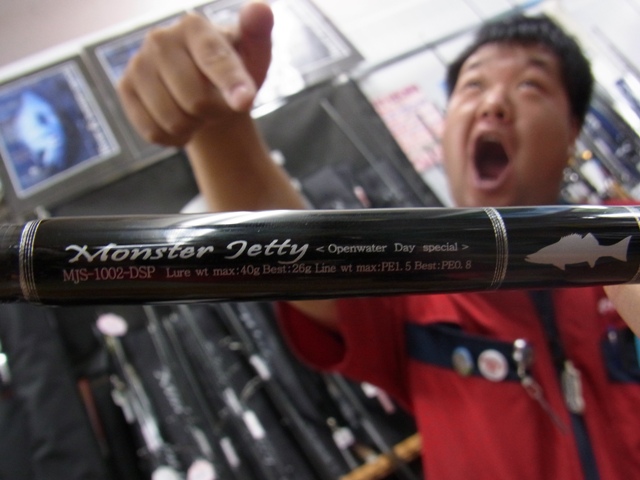 Monster Jetty < Openwater Day special >
MJS-1002-DSP Lure wt max:40g Best:26g Line wt max:PE1.5 Best:PE0.8